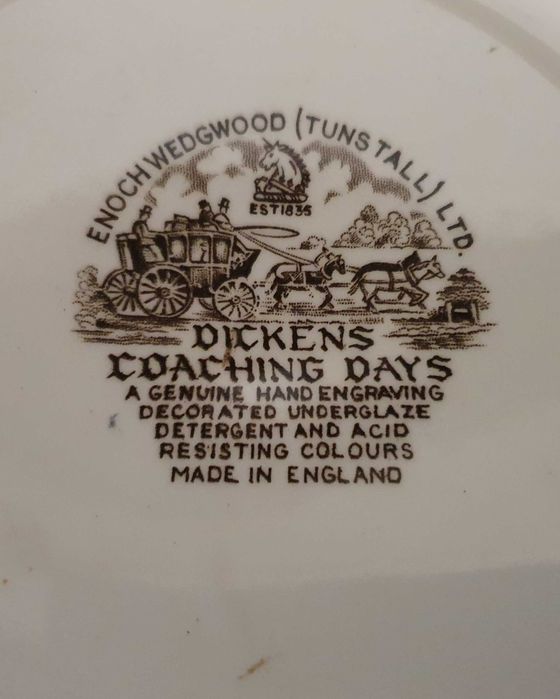 ENOCH WEDGWOOD (TUNSTALL) LTD.
EST 1835
DICKENS
COACHING DAYS
A GENUINE HAND ENGRAVING
DECORATED UNDERGLAZE
DETERGENT AND ACID
RESISTING COLOURS
MADE IN ENGLAND